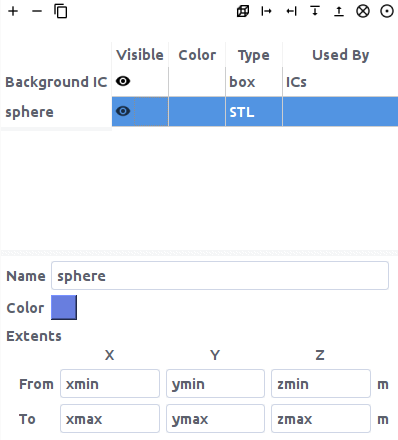 Visible Color Type Used By
Background IC box ICs
sphere STL
Name sphere
Color
Extents
X Y Z
From xmin ymin zmin m
To xmax ymax zmax m